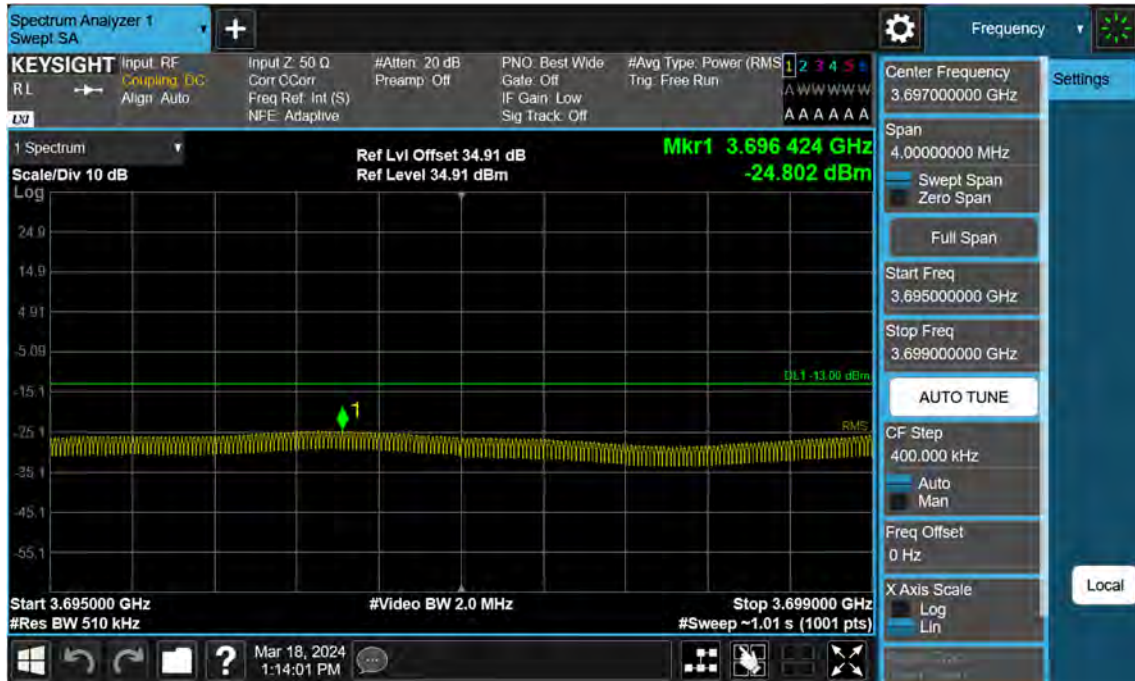 Spectrum Analyzer 1
Swept SA
Frequency
KEYSIGHT
RL
LXI
Input: RF
Coupling: DC
Align: Auto
Input Z: 50 Ω
Corr CCorr
Freq Ref: Int (S)
NFE: Adaptive
#Atten: 20 dB
Preamp: Off
PNO: Best Wide
Gate: Off
IF Gain: Low
Sig Track: Off
#Avg Type: Power (RMS
Trig: Free Run
1 2 3 4 5 6
A W W W W W
A A A A A A
Center Frequency
3.697000000 GHz
Settings
1 Spectrum
Scale/Div 10 dB
Ref Lvl Offset 34.91 dB
Ref Level 34.91 dBm
Mkr1 3.696 424 GHz
-24.802 dBm
Span
4.00000000 MHz
Swept Span
Zero Span
Full Span
Start Freq
3.695000000 GHz
Stop Freq
3.699000000 GHz
AUTO TUNE
CF Step
400.000 kHz
Auto
Man
Freq Offset
0 Hz
X Axis Scale
Log
Lin
Local
Log
24.9
14.9
4.91
-5.09
DL1 -13.00 dBm
-15.1
1
RMS
-25.1
-35.1
-45.1
-55.1
Start 3.695000 GHz
#Res BW 510 kHz
#Video BW 2.0 MHz
Stop 3.699000 GHz
#Sweep ~1.01 s (1001 pts)
?
Mar 18, 2024
1:14:01 PM